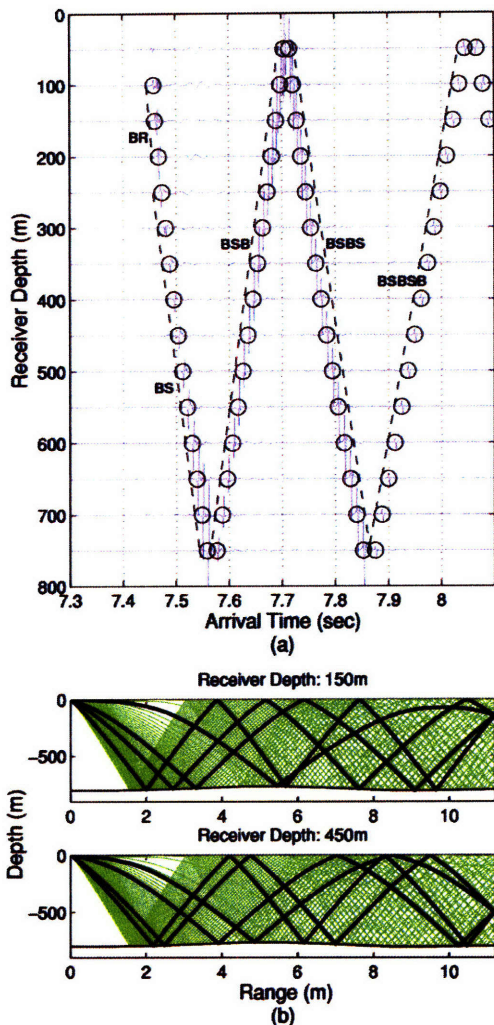 0
100
200
300
400
500
600
700
800
Receiver Depth (m)
BR
BSB
BSBS
BSBSB
BS
7.3 7.4 7.5 7.6 7.7 7.8 7.9 8
Arrival Time (sec)
(a)
Receiver Depth: 150m
0
-500
0 2 4 6 8 10
Receiver Depth: 450m
0
-500
Depth (m)
0 2 4 6 8 10
Range (m)
(b)